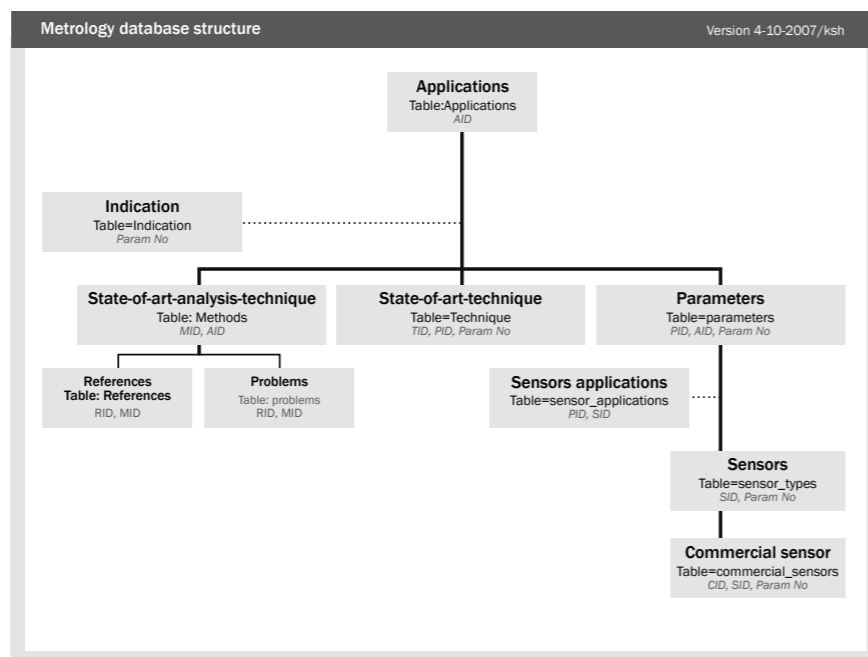 Metrology database structure
Version 4-10-2007/ksh
Applications
Table:Applications
AID
Indication
Table=Indication
Param No
State-of-art-analysis-technique
Table: Methods
MID, AID
State-of-art-technique
Table=Technique
TID, PID, Param No
Parameters
Table=parameters
PID, AID, Param No
References
Table: References
RID, MID
Problems
Table: problems
RID, MID
Sensors applications
Table=sensor_applications
PID, SID
Sensors
Table=sensor_types
SID, Param No
Commercial sensor
Table=commercial_sensors
CID, SID, Param No